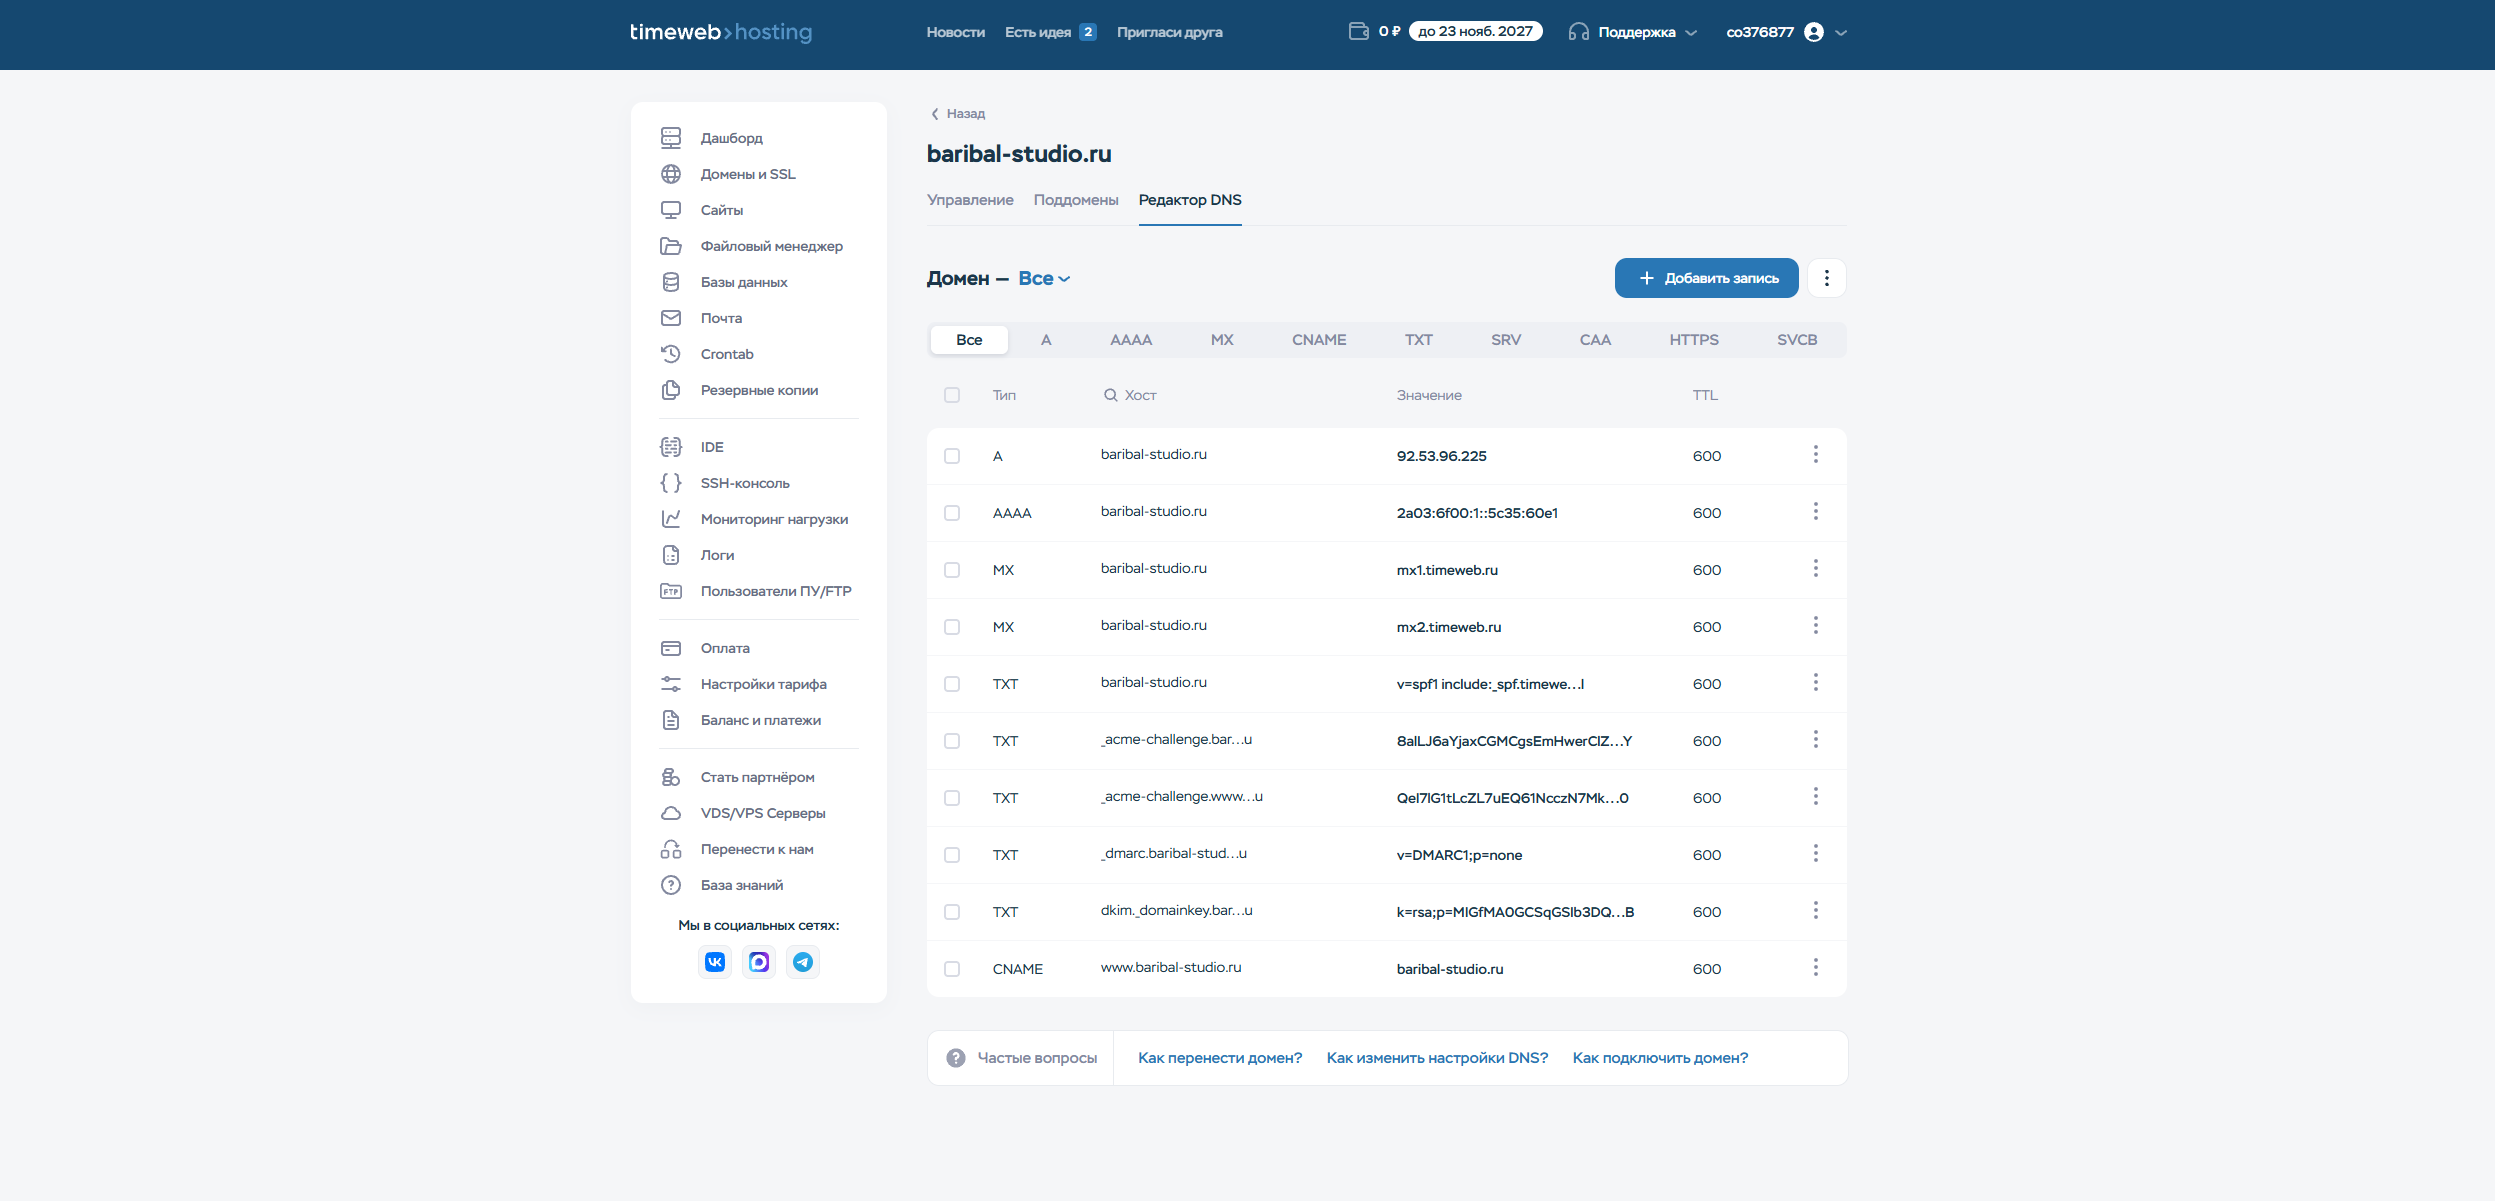 timeweb>hosting
Новости Есть идея 2 Пригласи друга
0 ₽ до 23 нояб. 2027 Поддержка co376877
Дашборд
Домены и SSL
Сайты
Файловый менеджер
Базы данных
Почта
Crontab
Резервные копии
IDE
SSH-консоль
Мониторинг нагрузки
Логи
FTP Пользователи ПУ/FTP
Оплата
Настройки тарифа
Баланс и платежи
Стать партнёром
VDS/VPS Серверы
Перенести к нам
База знаний
Мы в социальных сетях:
Назад
baribal-studio.ru
Управление Поддомены Редактор DNS
Домен — Все
+ Добавить запись
Все A AAAA MX CNAME TXT SRV CAA HTTPS SVCB
Тип Хост Значение TTL
A baribal-studio.ru 92.53.96.225 600
AAAA baribal-studio.ru 2a03:6f00:1::5c35:60e1 600
MX baribal-studio.ru mx1.timeweb.ru 600
MX baribal-studio.ru mx2.timeweb.ru 600
TXT baribal-studio.ru v=spf1 include:_spf.timewe...l 600
TXT _acme-challenge.bar...u 8alLJ6aYjaxCGMCgsEmHwerClZ...Y 600
TXT _acme-challenge.www...u Qel7lG1tLcZL7uEQ61NcczN7Mk...0 600
TXT _dmarc.baribal-stud...u v=DMARC1;p=none 600
TXT dkim._domainkey.bar...u k=rsa;p=MIGfMA0GCSqGSIb3DQ...B 600
CNAME www.baribal-studio.ru baribal-studio.ru 600
Частые вопросы Как перенести домен? Как изменить настройки DNS? Как подключить домен?